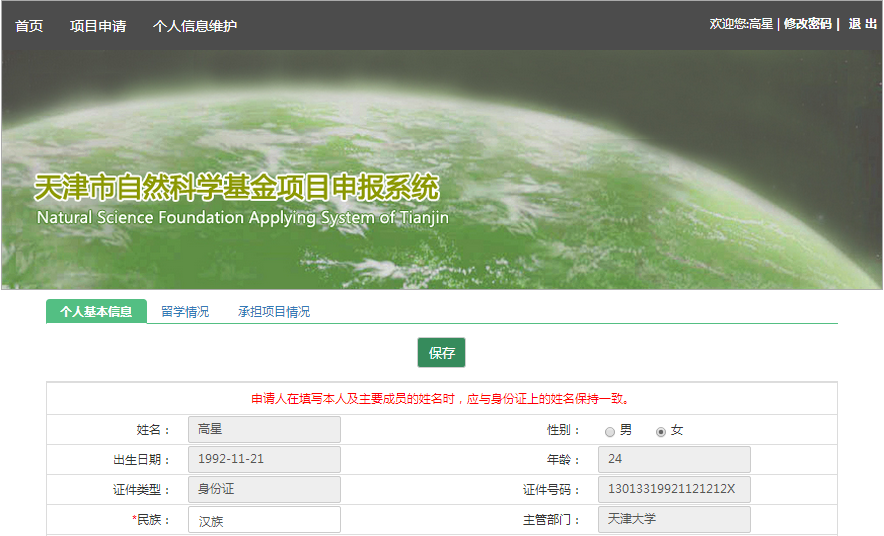 首页 项目申请 个人信息维护 欢迎您:高星 | 修改密码 | 退 出
天津市自然科学基金项目申报系统
Natural Science Foundation Applying System of Tianjin
个人基本信息 留学情况 承担项目情况
保存
申请人在填写本人及主要成员的姓名时，应与身份证上的姓名保持一致。
姓名： 高星 性别： 男 女
出生日期： 1992-11-21 年龄： 24
证件类型： 身份证 证件号码： 13013319921121212X
*民族： 汉族 主管部门： 天津大学